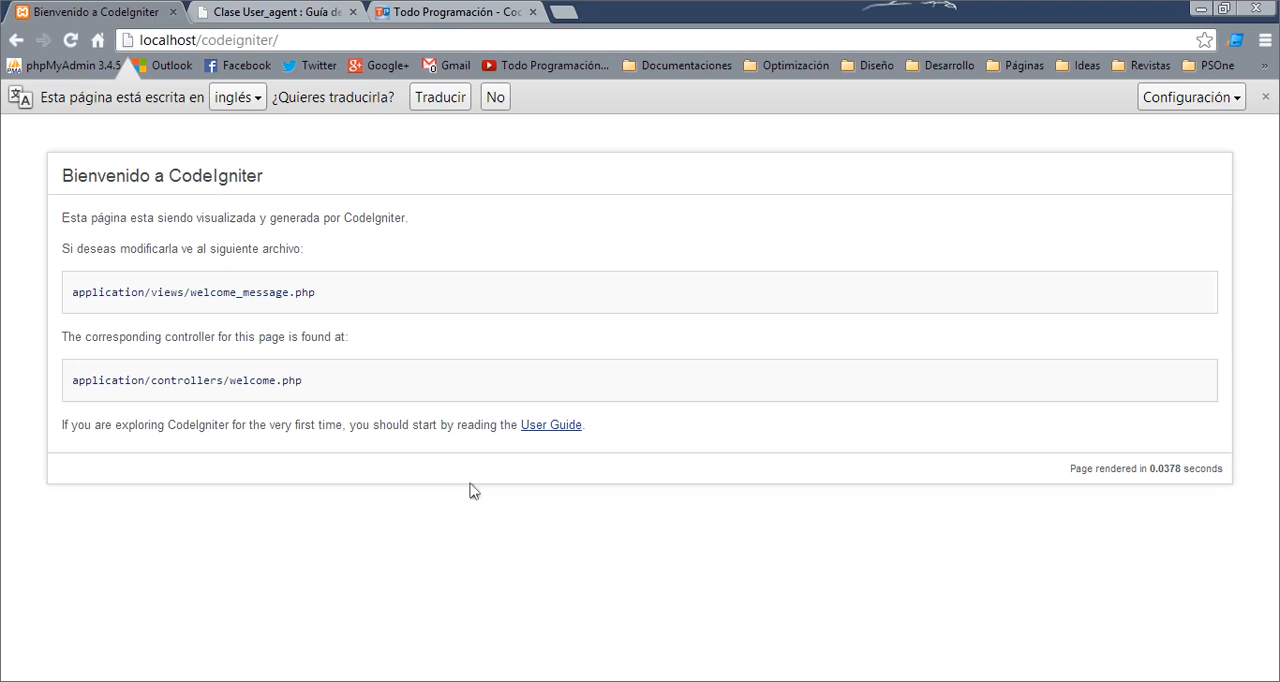 Bienvenido a CodeIgniter
Clase User_agent : Guía de
Todo Programación - Coc
localhost/codeigniter/
phpMyAdmin 3.4.5 Outlook Facebook Twitter Google+ Gmail Todo Programación... Documentaciones Optimización Diseño Desarrollo Páginas Ideas Revistas PSOne »
Esta página está escrita en inglés ¿Quieres traducirla? Traducir No Configuración
Bienvenido a CodeIgniter
Esta página esta siendo visualizada y generada por CodeIgniter.
Si deseas modificarla ve al siguiente archivo:
application/views/welcome_message.php
The corresponding controller for this page is found at:
application/controllers/welcome.php
If you are exploring CodeIgniter for the very first time, you should start by reading the User Guide.
Page rendered in 0.0378 seconds